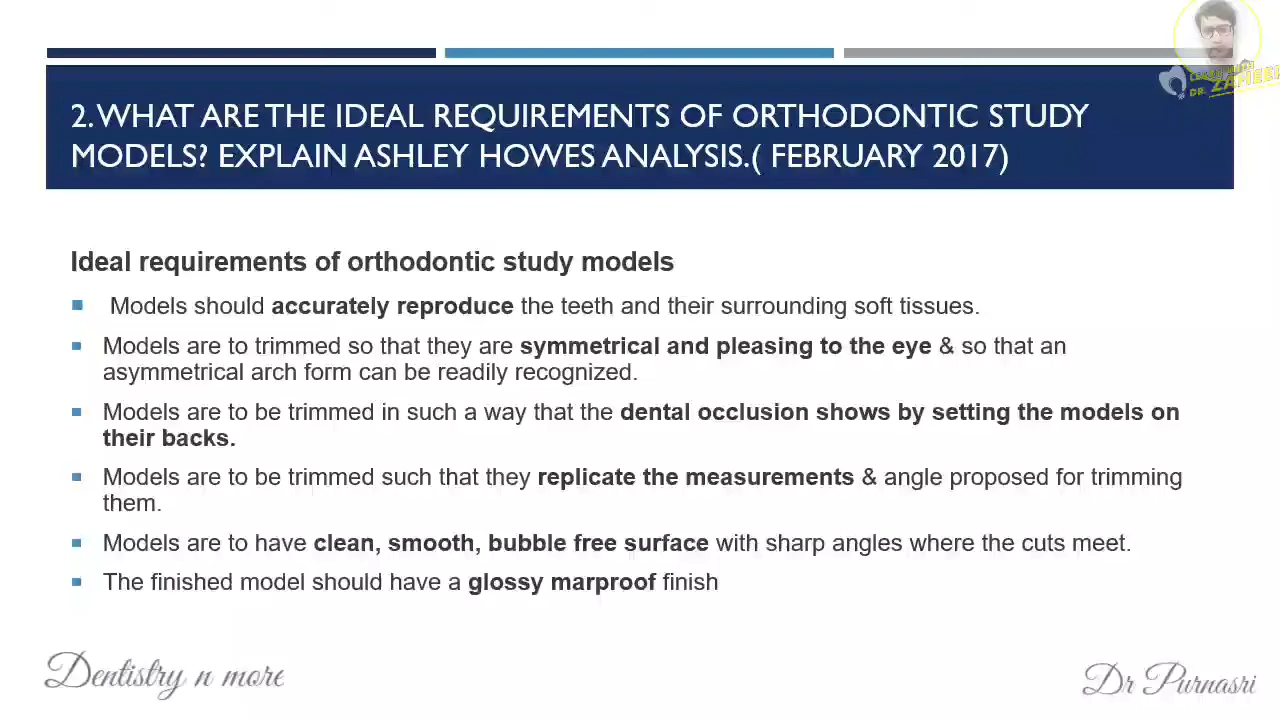 2. WHAT ARE THE IDEAL REQUIREMENTS OF ORTHODONTIC STUDY
MODELS? EXPLAIN ASHLEY HOWES ANALYSIS.( FEBRUARY 2017)
Ideal requirements of orthodontic study models
Models should accurately reproduce the teeth and their surrounding soft tissues.
Models are to trimmed so that they are symmetrical and pleasing to the eye & so that an
asymmetrical arch form can be readily recognized.
Models are to be trimmed in such a way that the dental occlusion shows by setting the models on
their backs.
Models are to be trimmed such that they replicate the measurements & angle proposed for trimming
them.
Models are to have clean, smooth, bubble free surface with sharp angles where the cuts meet.
The finished model should have a glossy marproof finish
Dentistry n more
Dr Purnasri
DR. ZAMEER